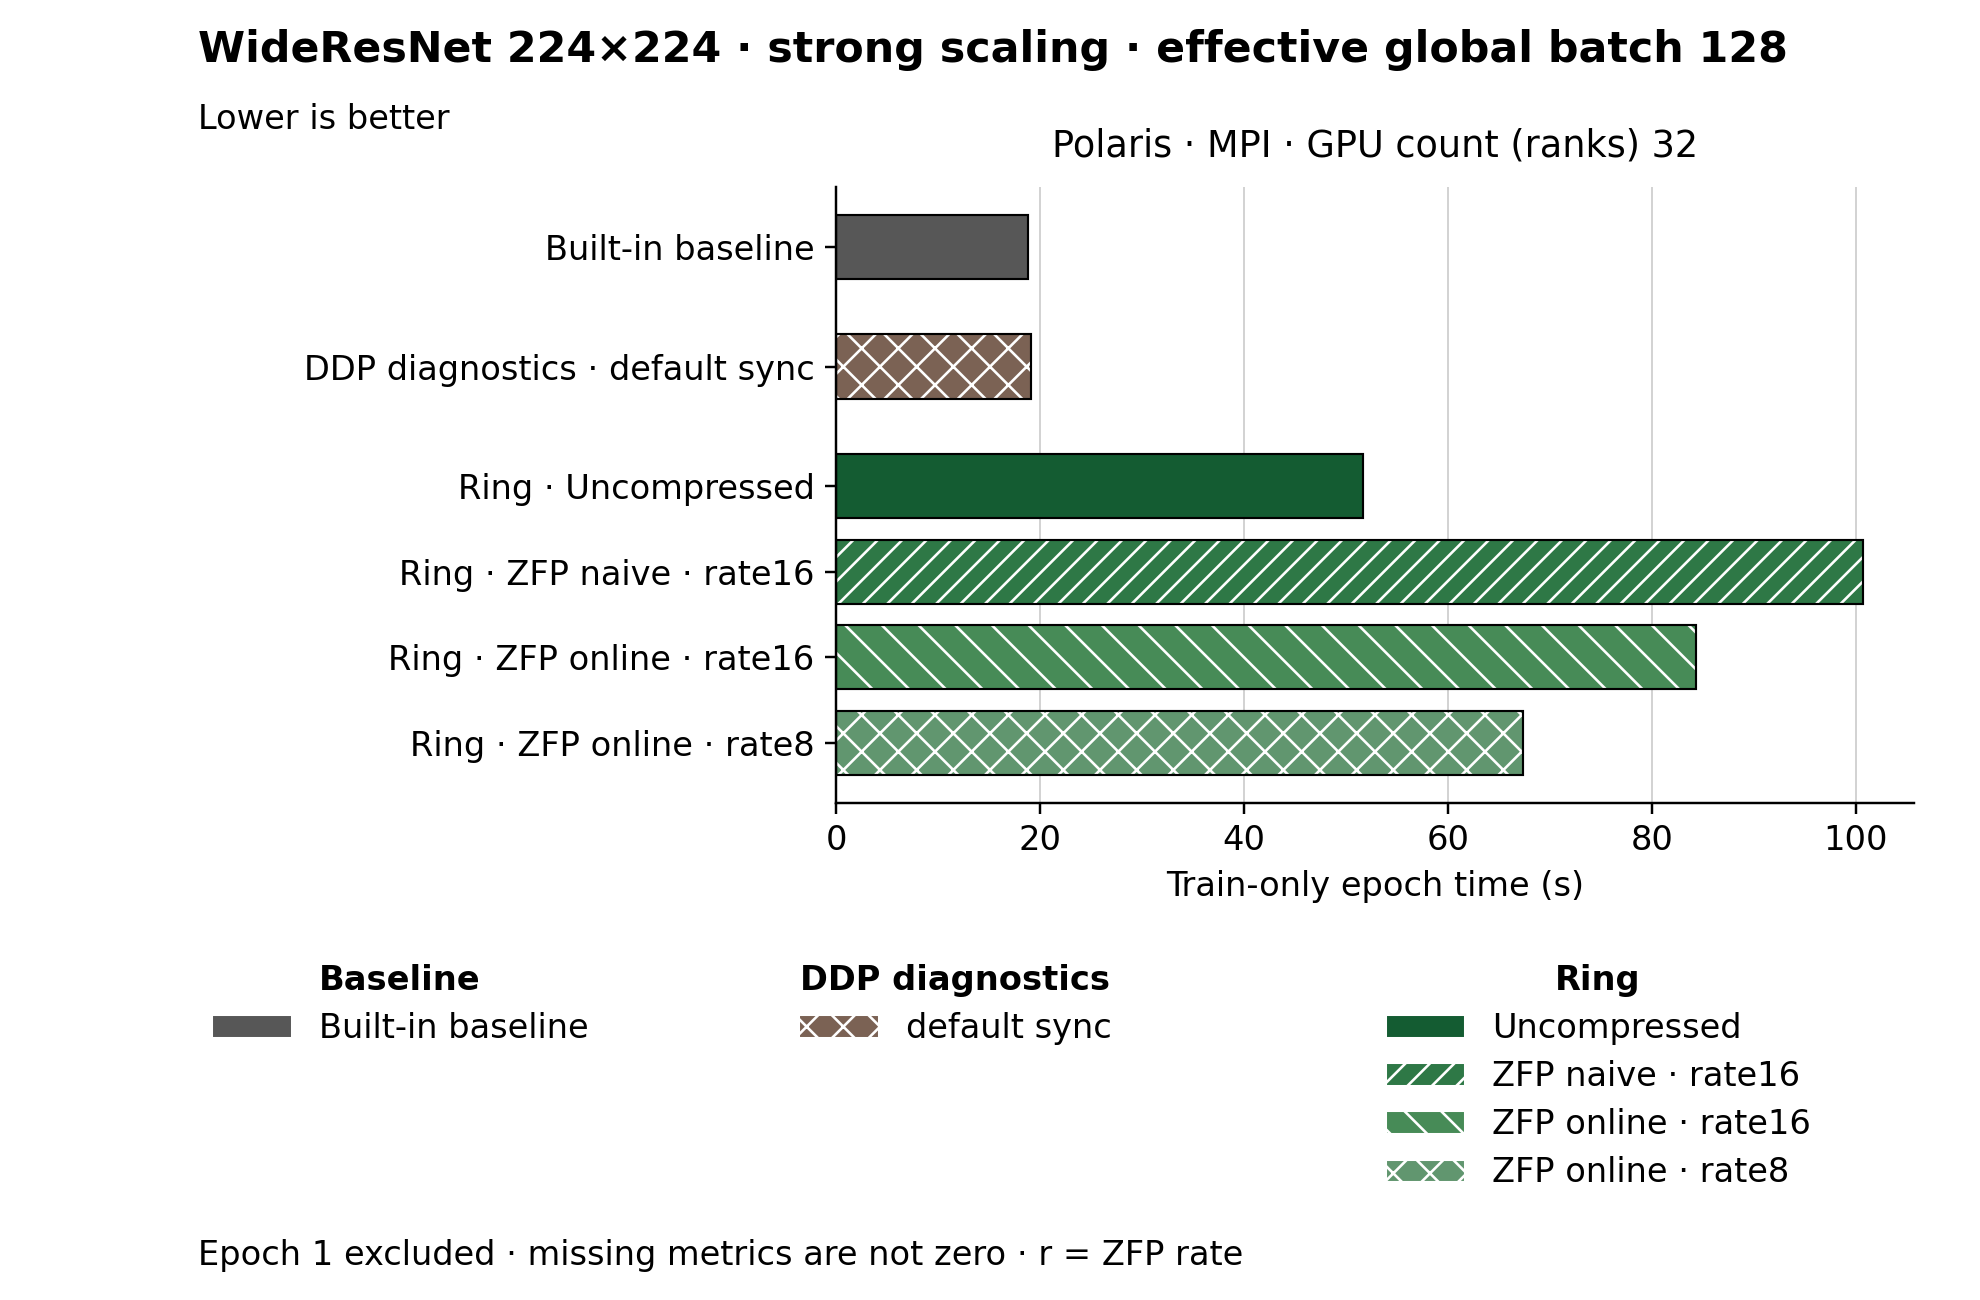 WideResNet 224×224 · strong scaling · effective global batch 128
Lower is better
Polaris · MPI · GPU count (ranks) 32
Built-in baseline
DDP diagnostics · default sync
Ring · Uncompressed
Ring · ZFP naive · rate16
Ring · ZFP online · rate16
Ring · ZFP online · rate8
0 20 40 60 80 100
Train-only epoch time (s)
Baseline
Built-in baseline
DDP diagnostics
default sync
Ring
Uncompressed
ZFP naive · rate16
ZFP online · rate16
ZFP online · rate8
Epoch 1 excluded · missing metrics are not zero · r = ZFP rate